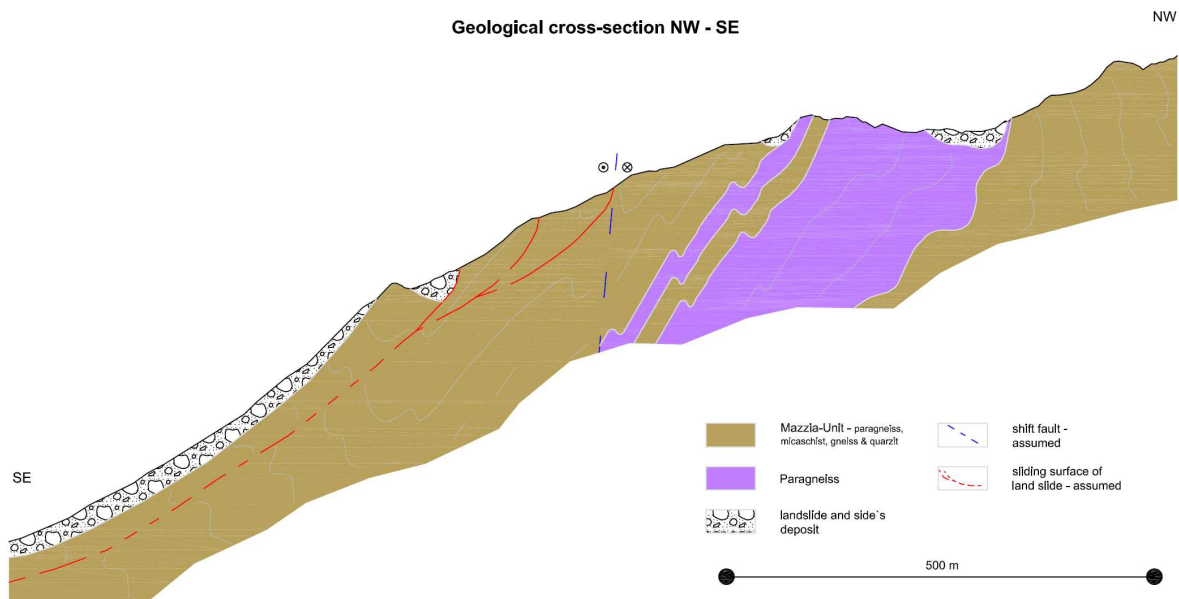 Geological cross-section NW - SE
NW
SE
Mazzia-Unit - paragneiss,
micaschist, gneiss & quarzit
Paragneiss
landslide and side`s
deposit
shift fault -
assumed
sliding surface of
land slide - assumed
500 m